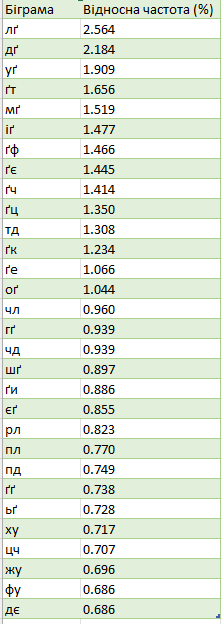 Біграма Відносна частота (%)
лґ 2.564
дґ 2.184
уґ 1.909
ґт 1.656
мґ 1.519
іґ 1.477
ґф 1.466
ґє 1.445
ґч 1.414
ґц 1.350
тд 1.308
ґк 1.234
ґе 1.066
оґ 1.044
чл 0.960
гґ 0.939
чд 0.939
шґ 0.897
ґи 0.886
єґ 0.855
рл 0.823
пл 0.770
пд 0.749
ґґ 0.738
ьґ 0.728
ху 0.717
цч 0.707
жу 0.696
фу 0.686
дє 0.686